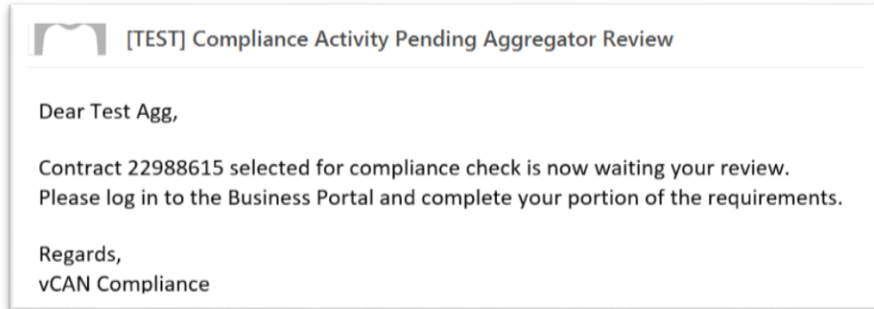 [TEST] Compliance Activity Pending Aggregator Review
Dear Test Agg,
Contract 22988615 selected for compliance check is now waiting your review.
Please log in to the Business Portal and complete your portion of the requirements.
Regards,
vCAN Compliance